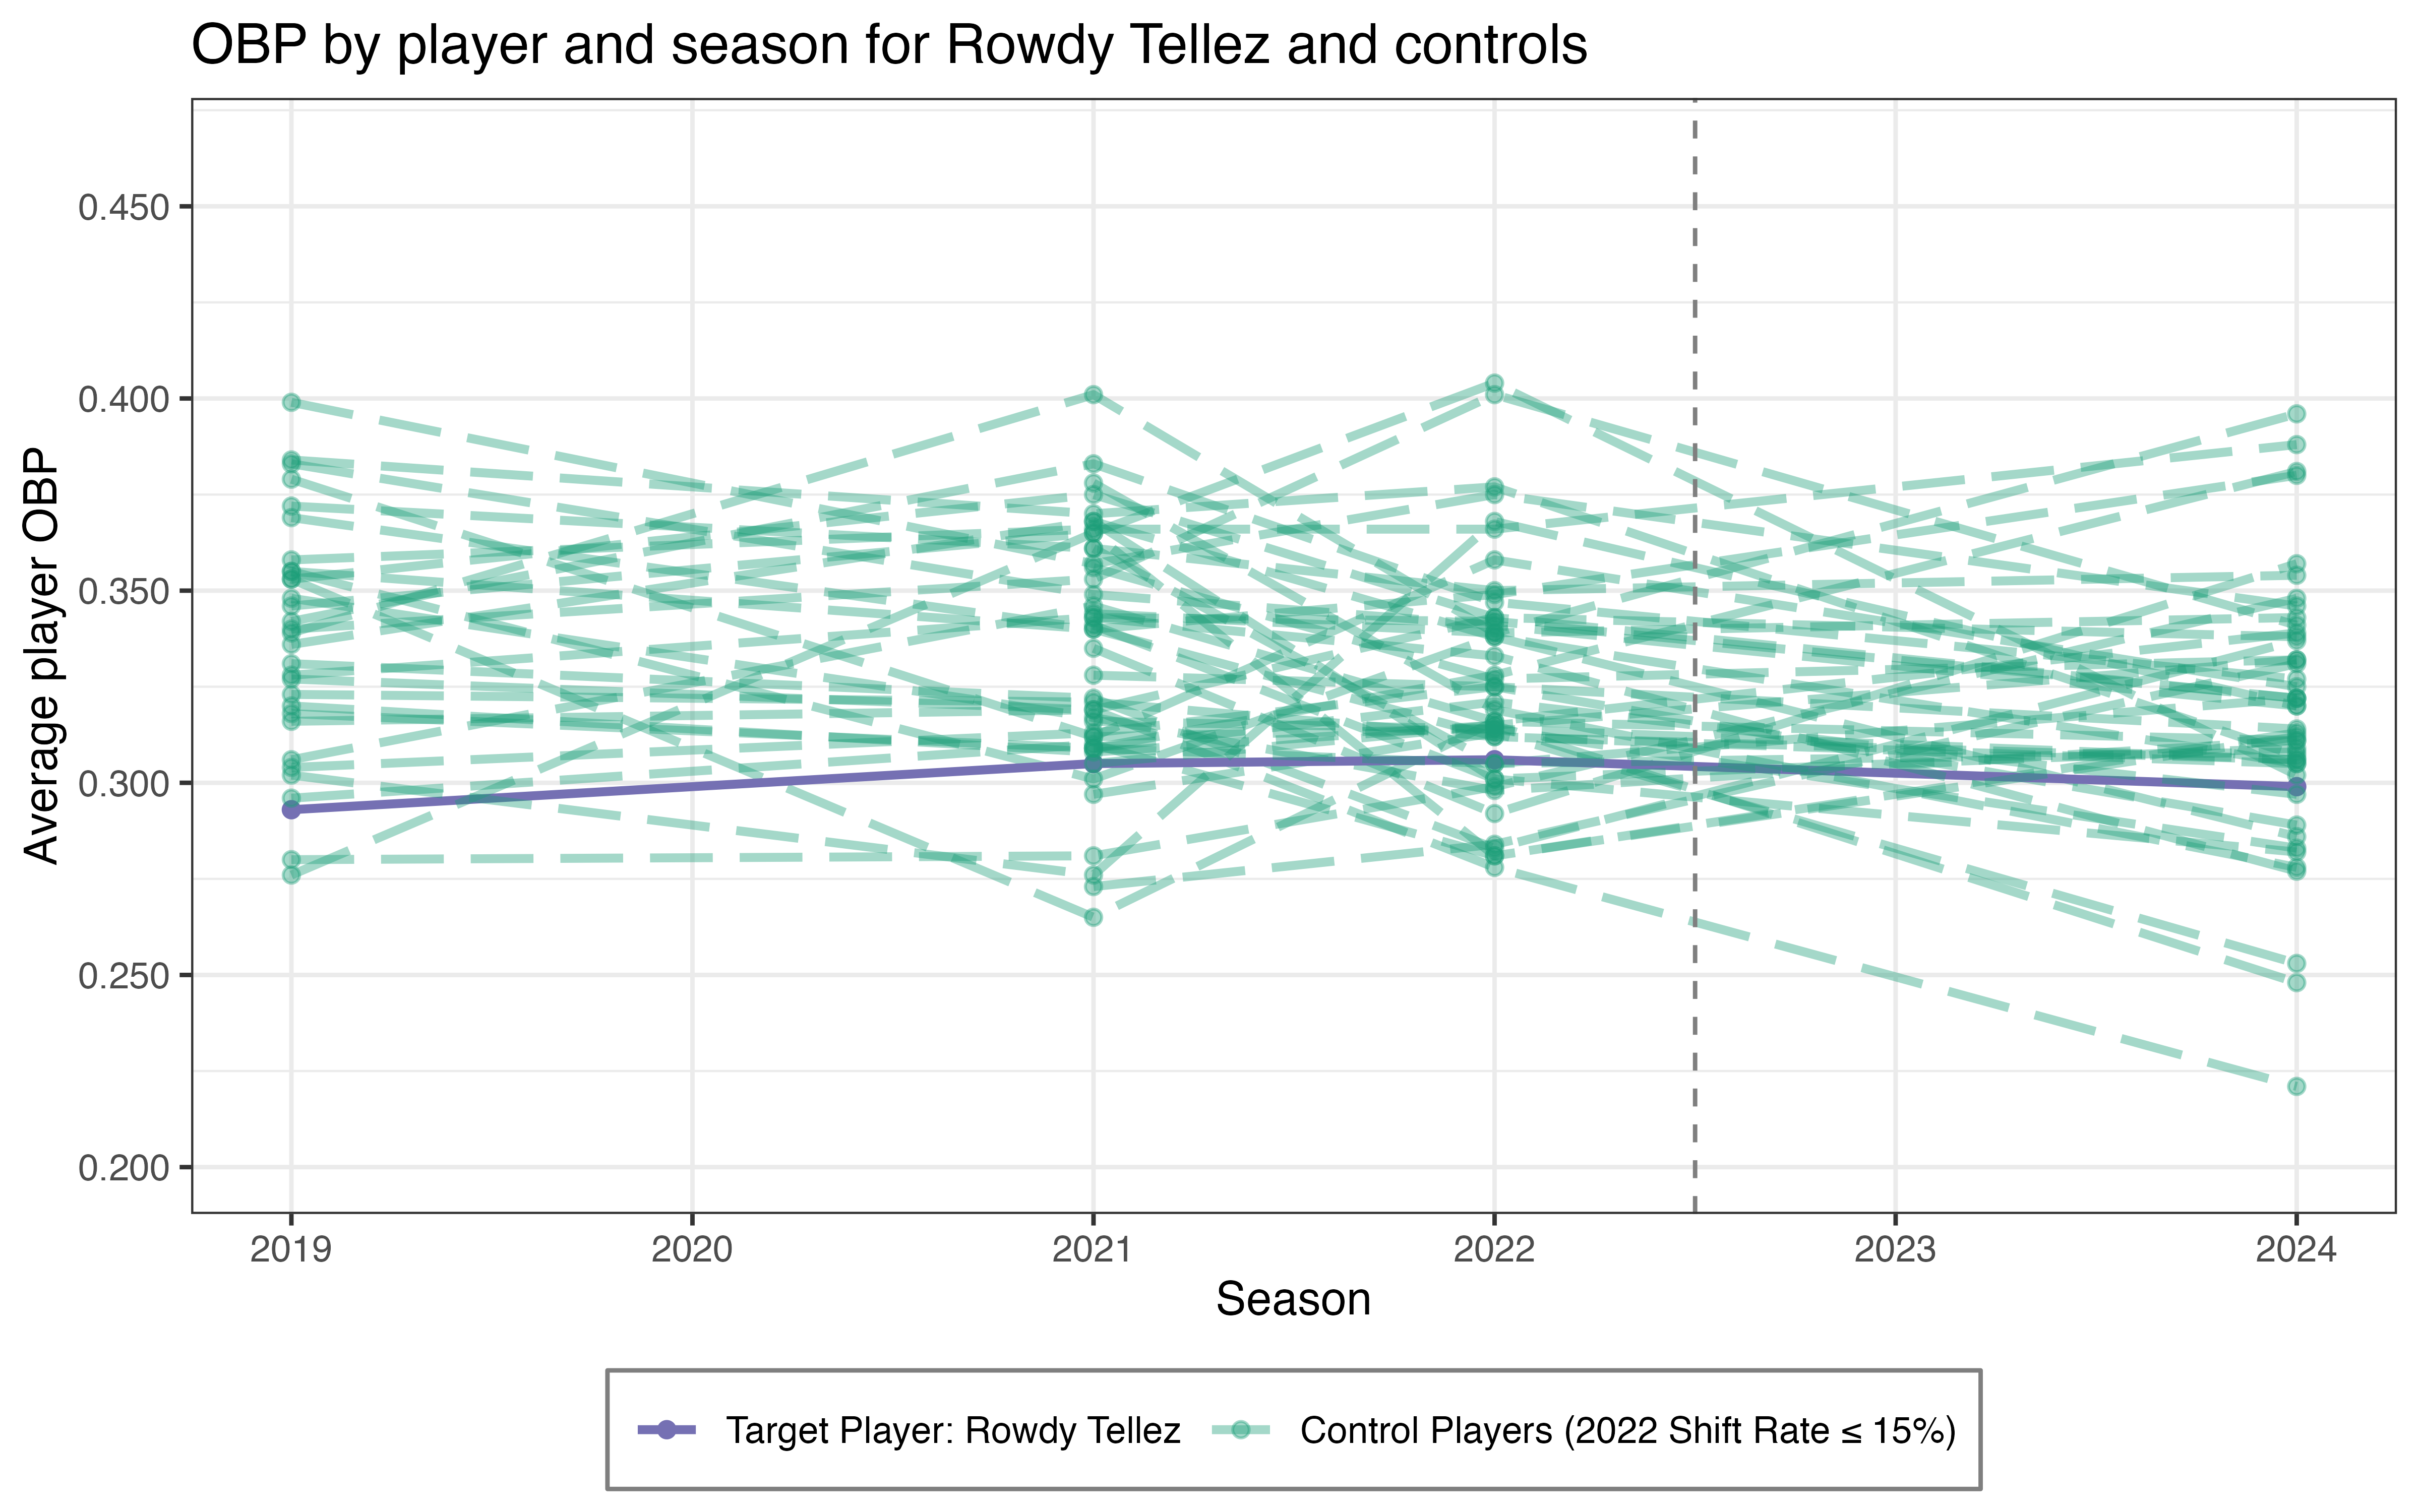 OBP by player and season for Rowdy Tellez and controls
Average player OBP
0.450
0.400
0.350
0.300
0.250
0.200
2019 2020 2021 2022 2023 2024
Season
Target Player: Rowdy Tellez Control Players (2022 Shift Rate ≤ 15%)